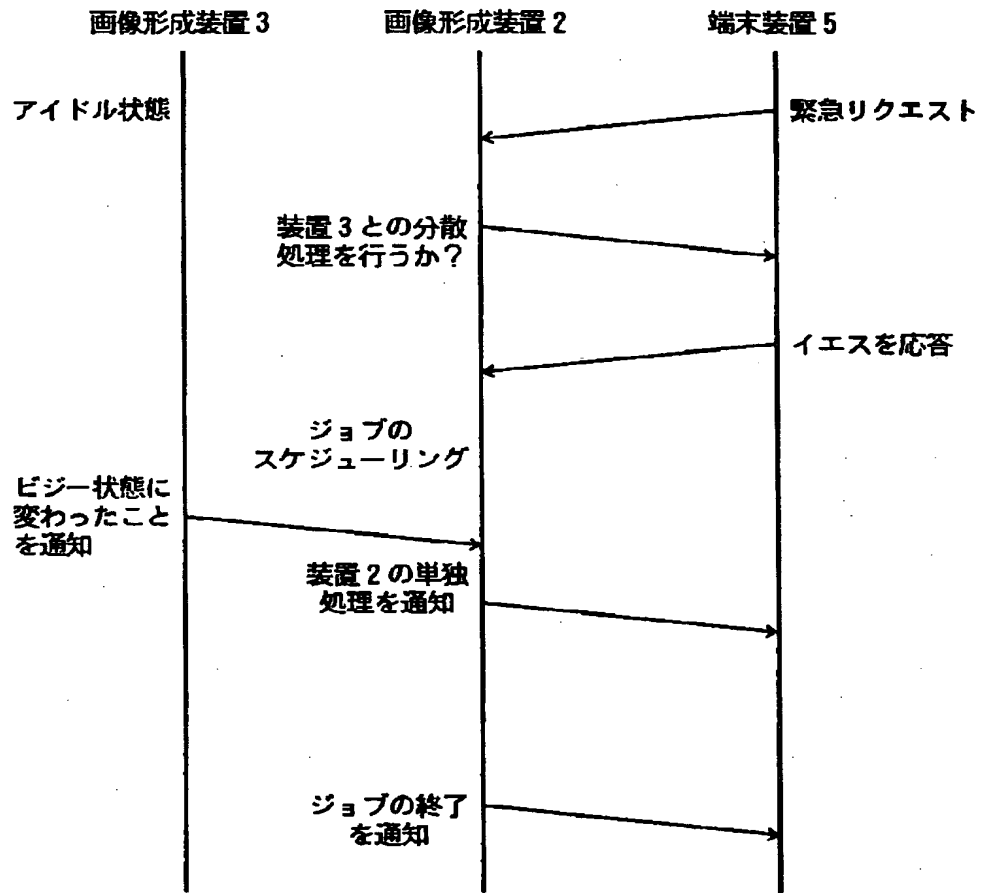 画像形成装置3
画像形成装置2
端末装置5
アイドル状態
緊急リクエスト
装置3との分散
処理を行うか?
イエスを応答
ジョブの
スケジューリング
ビジー状態に
変わったこと
を通知
装置2の単独
処理を通知
ジョブの終了
を通知